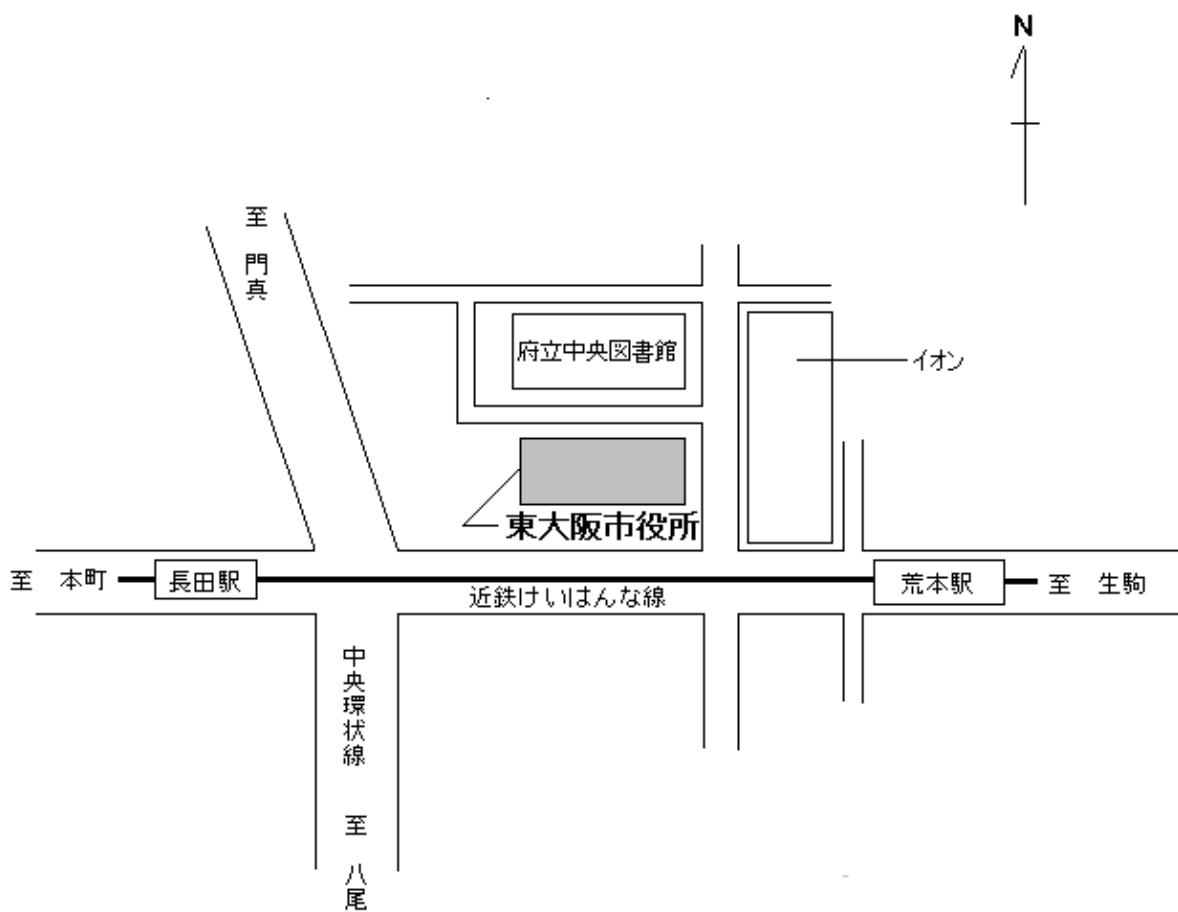 N
至 門真
府立中央図書館
イオン
東大阪市役所
至 本町
長田駅
近鉄けいはんな線
荒本駅
至 生駒
中央環状線 至 八尾